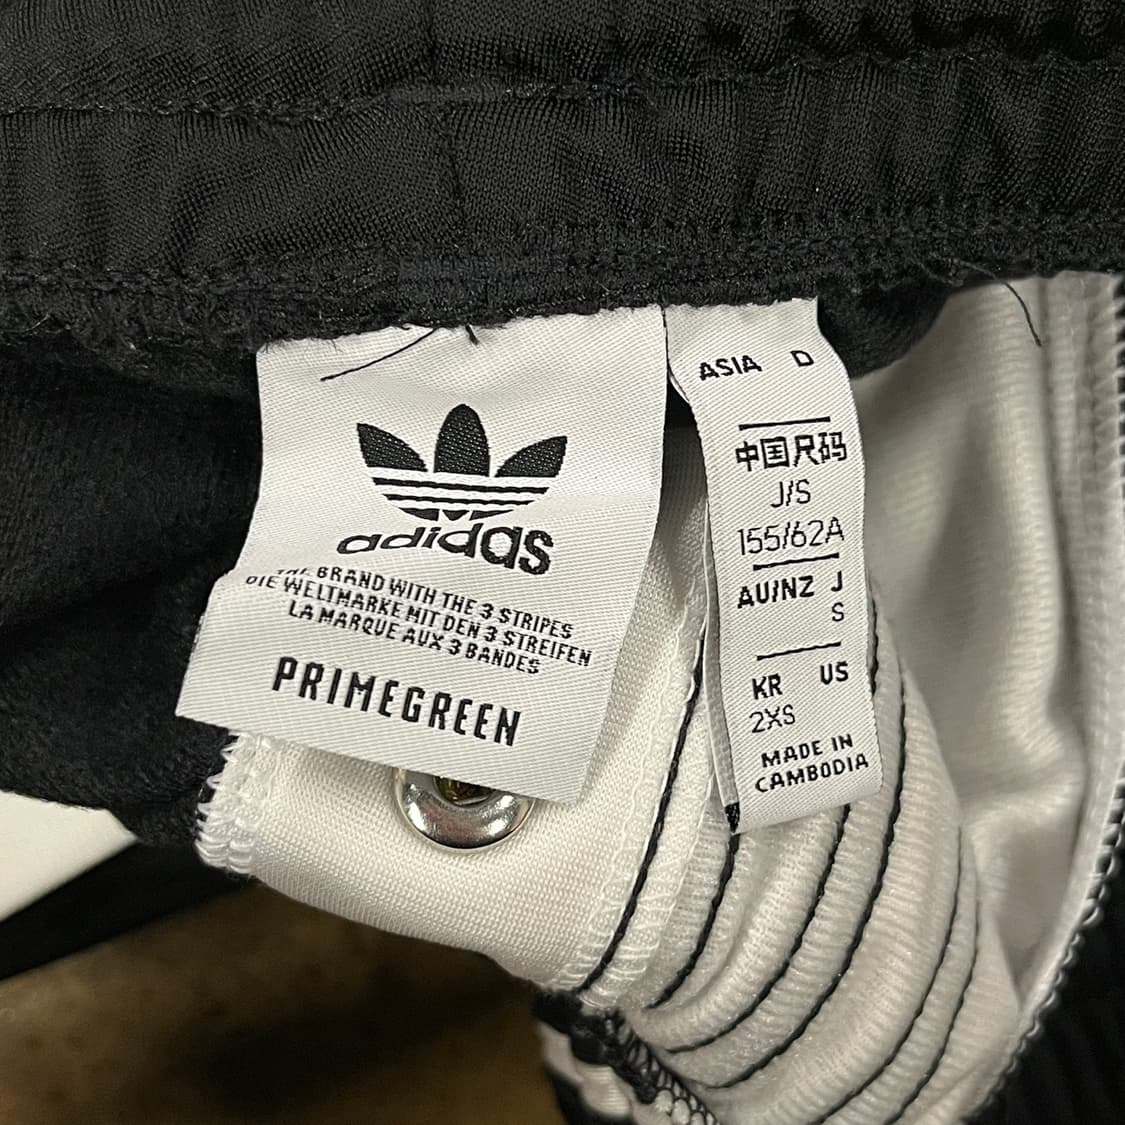 adidas
THE BRAND WITH THE 3 STRIPES
DIE WELTMARKE MIT DEN 3 STREIFEN
LA MARQUE AUX 3 BANDES
PRIMEGREEN
ASIA D
中国尺码
J/S
155/62A
AU/NZ J
S
KR US
2XS
MADE IN
CAMBODIA